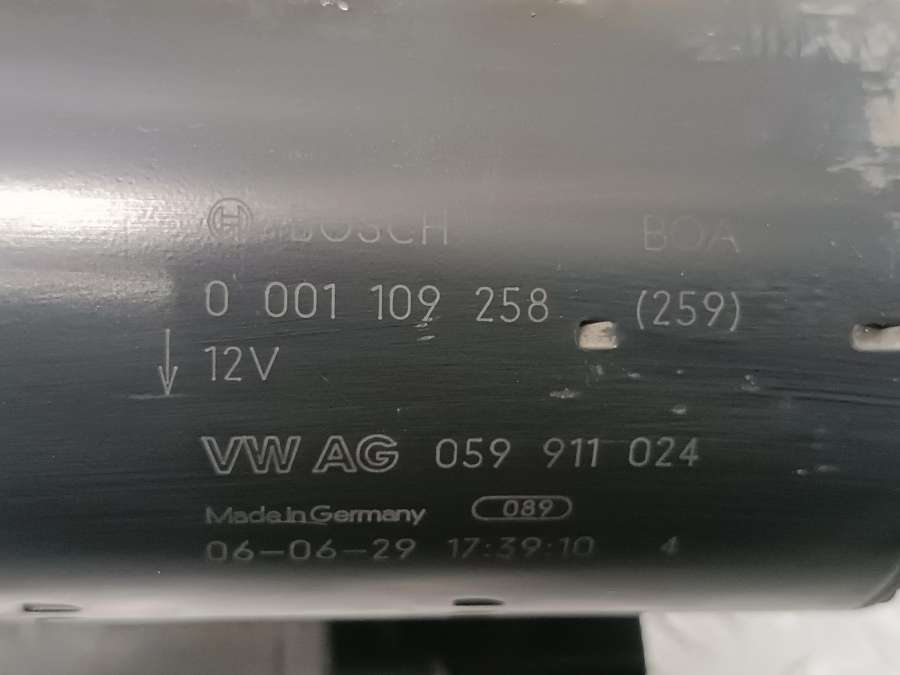 BOSCH BOA
0 001 109 258 (259)
12V
VW AG 059 911 024
Made in Germany 089
06-06-29 17:39:10 4